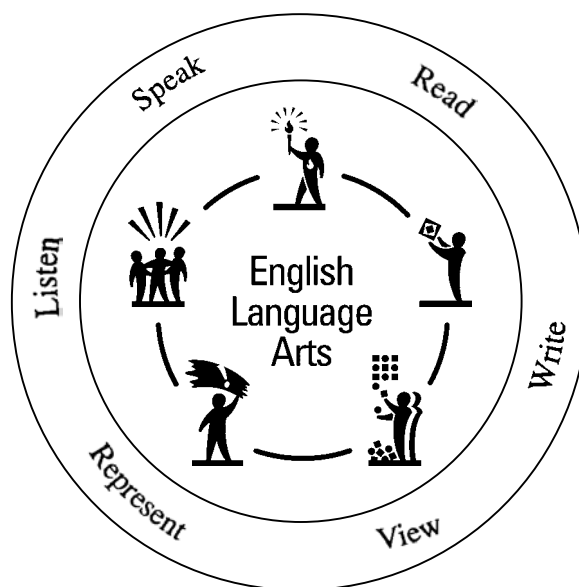 Speak
Read
Listen
English
Language
Arts
Write
Represent
View